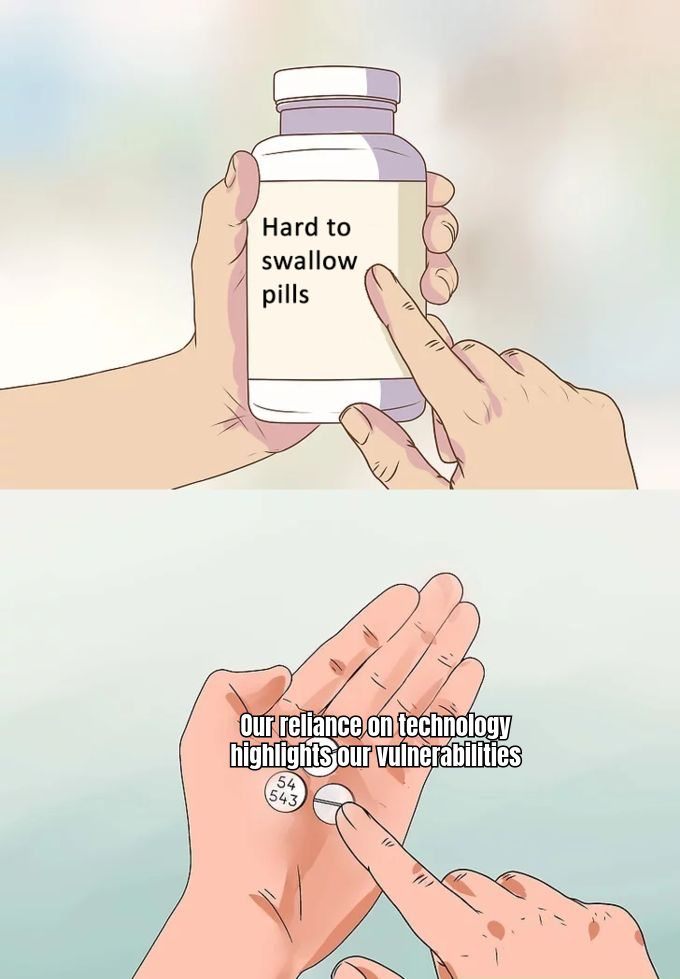 Hard to
swallow
pills
Our reliance on technology
highlights our vulnerabilities
54
543